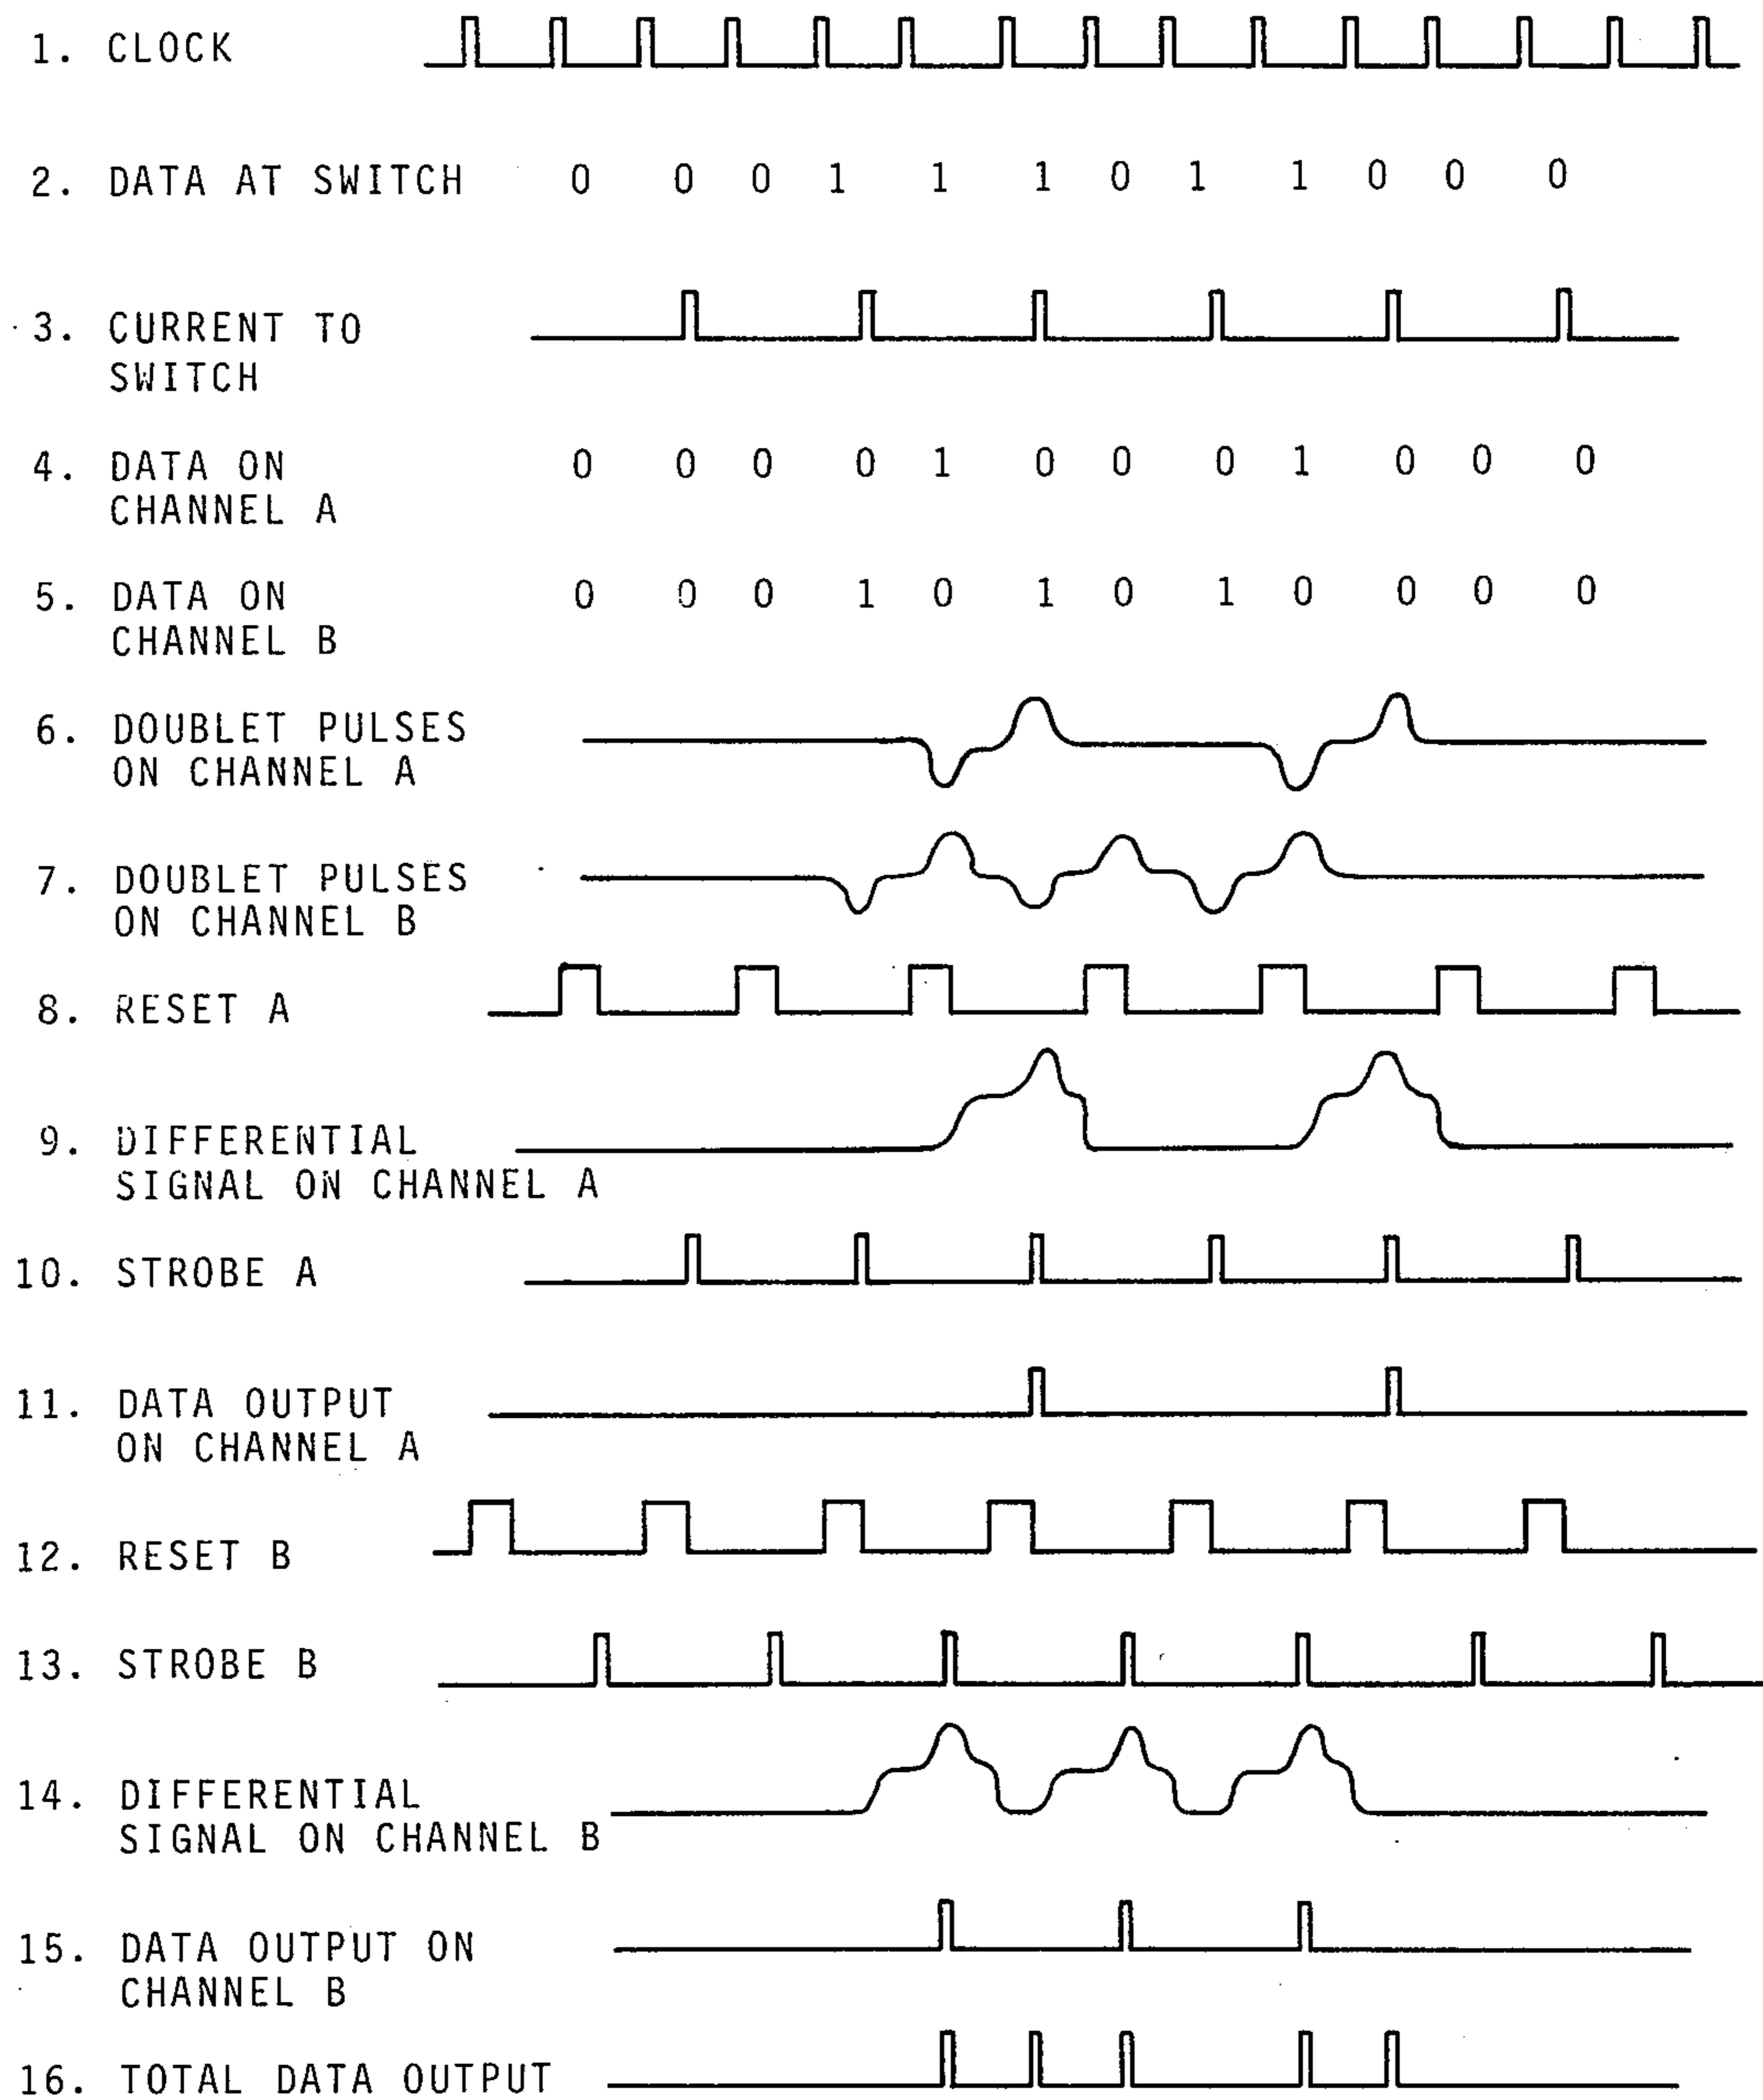 1. CLOCK
2. DATA AT SWITCH 0 0 0 1 1 1 0 1 1 0 0 0
3. CURRENT TO
SWITCH
4. DATA ON 0 0 0 0 1 0 0 0 1 0 0 0
CHANNEL A
5. DATA ON 0 0 0 1 0 1 0 1 0 0 0 0
CHANNEL B
6. DOUBLET PULSES
ON CHANNEL A
7. DOUBLET PULSES
ON CHANNEL B
8. RESET A
9. DIFFERENTIAL
SIGNAL ON CHANNEL A
10. STROBE A
11. DATA OUTPUT
ON CHANNEL A
12. RESET B
13. STROBE B
14. DIFFERENTIAL
SIGNAL ON CHANNEL B
15. DATA OUTPUT ON
CHANNEL B
16. TOTAL DATA OUTPUT